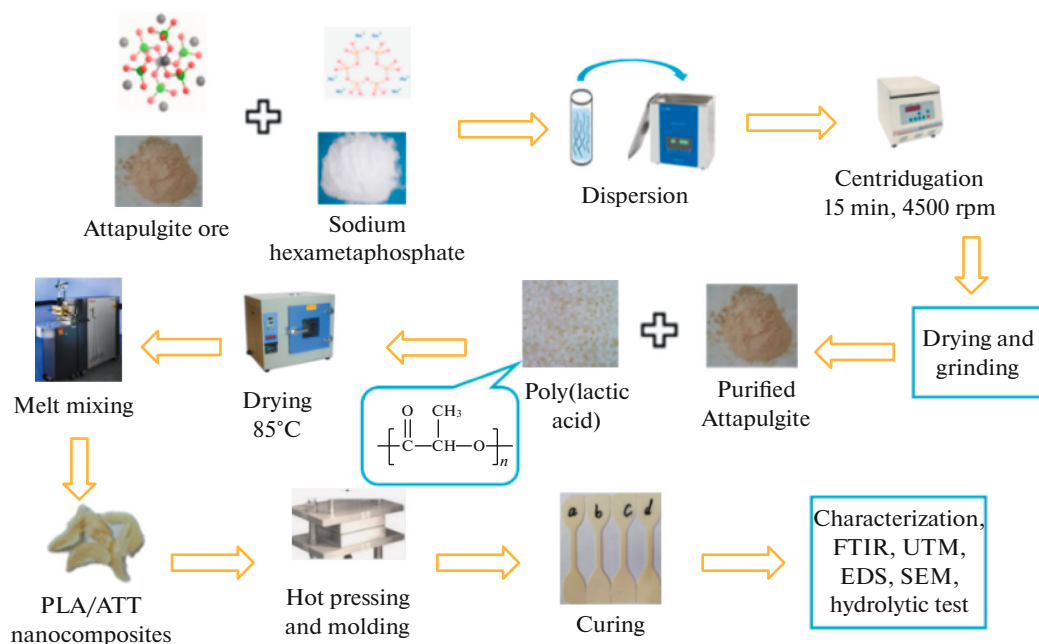 Attapulgite ore
Sodium
hexametaphosphate
Dispersion
Centridugation
15 min, 4500 rpm
Drying and
grinding
Purified
Attapulgite
Poly(lactic
acid)
O CH3
C—CH—O
n
Drying
85°C
Melt mixing
PLA/ATT
nanocomposites
Hot pressing
and molding
a b c d
Curing
Characterization,
FTIR, UTM,
EDS, SEM,
hydrolytic test